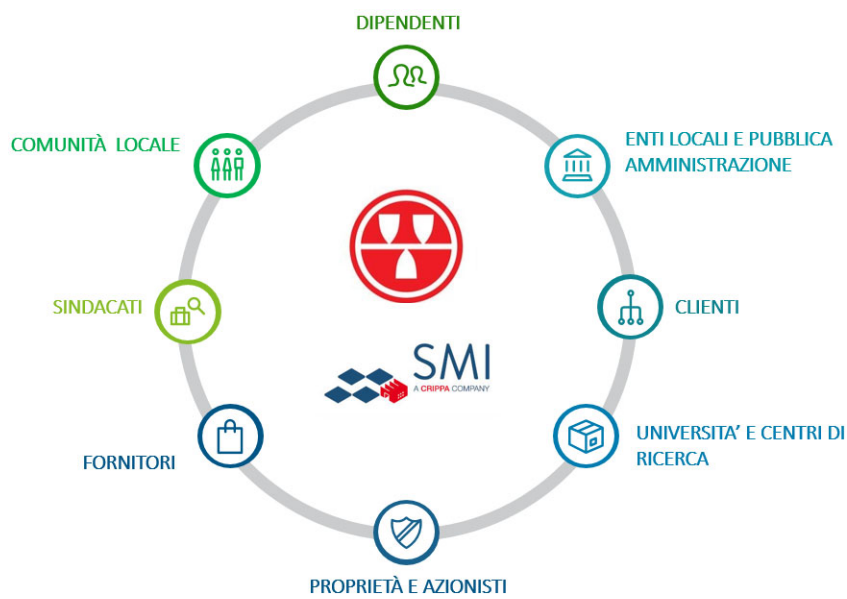 DIPENDENTI
COMUNITÀ LOCALE
ENTI LOCALI E PUBBLICA
AMMINISTRAZIONE
SINDACATI
CLIENTI
SMI
A CRIPPA COMPANY
FORNITORI
UNIVERSITA’ E CENTRI DI
RICERCA
PROPRIETÀ E AZIONISTI